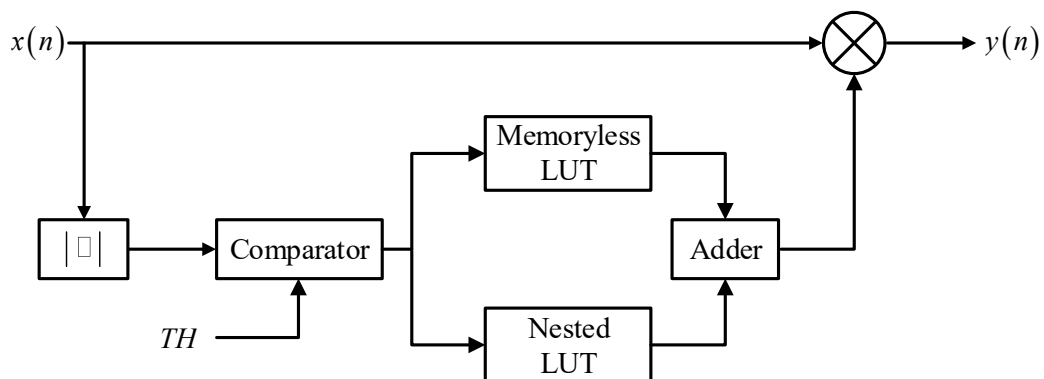 x(n)
y(n)
Memoryless
LUT
|□|
Comparator
Adder
TH
Nested
LUT